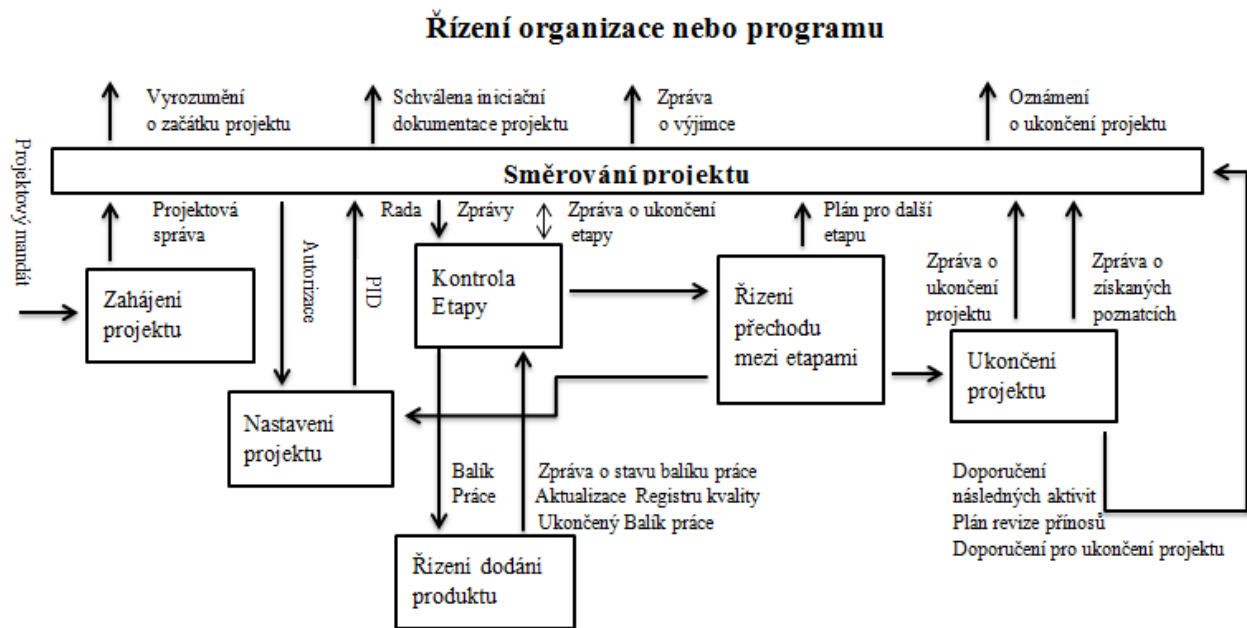 Řízení organizace nebo programu
Vyrozumění
o začátku projektu
Schválena iniciační
dokumentace projektu
Zpráva
o výjimce
Oznámení
o ukončení projektu
Projektový mandát
Směrování projektu
Projektová
správa
Autorizace
PID
Rada
Zprávy
Zpráva o ukončení
etapy
Plán pro další
etapu
Zpráva o
ukončení
projektu
Zpráva o
získaných
poznatcích
Zahájení
projektu
Kontrola
Etapy
Řízení
přechodu
mezi etapami
Ukončení
projektu
Nastavení
projektu
Balík
Práce
Zpráva o stavu balíku práce
Aktualizace Registru kvality
Ukončený Balík práce
Doporučení
následných aktivit
Plán revize přínosů
Doporučení pro ukončení projektu
Řízení dodání
produktu